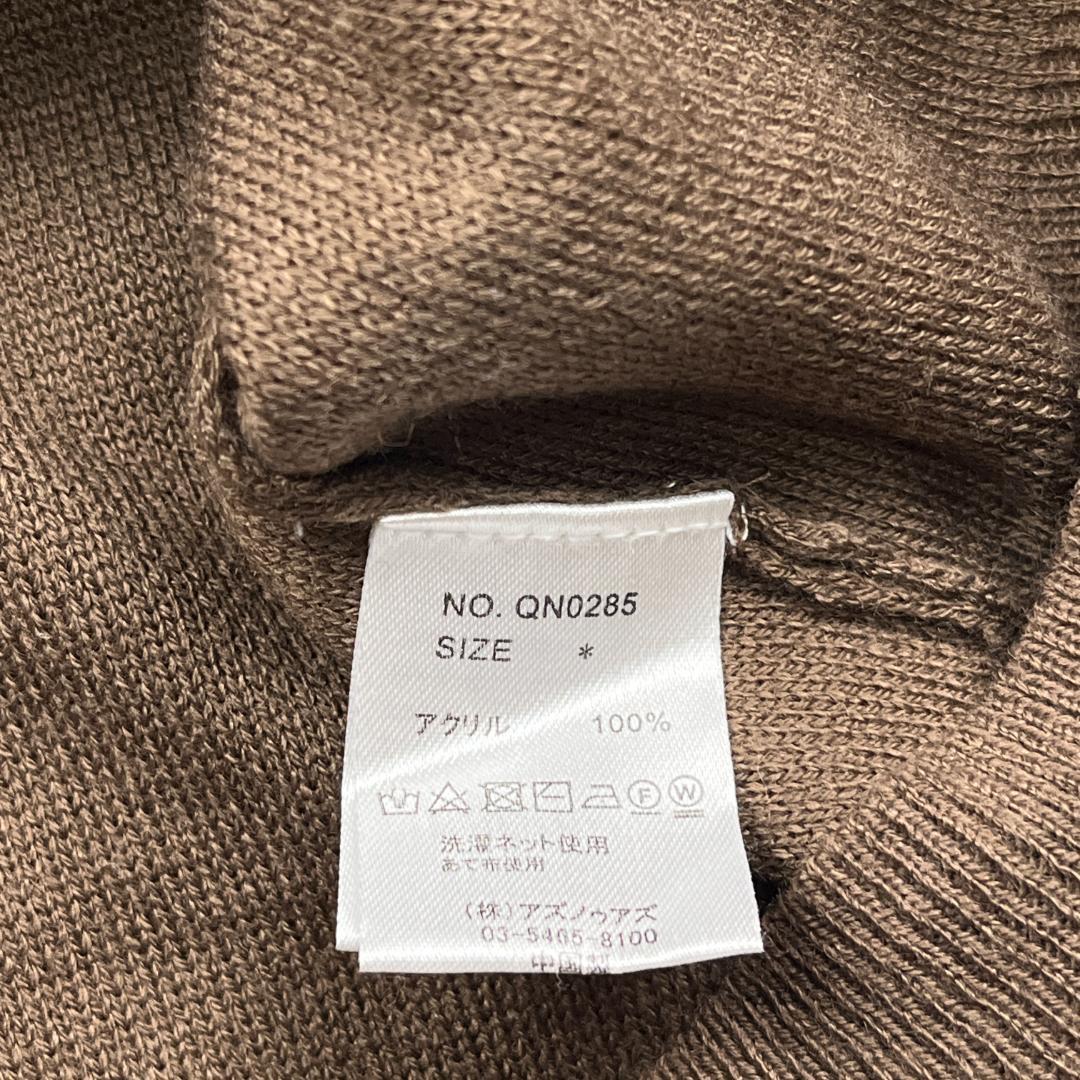 NO. QN0285
SIZE *
アクリル 100%
F W
洗濯ネット使用
あて布使用
(株)アズノゥアズ
03-5465-8100
中国製